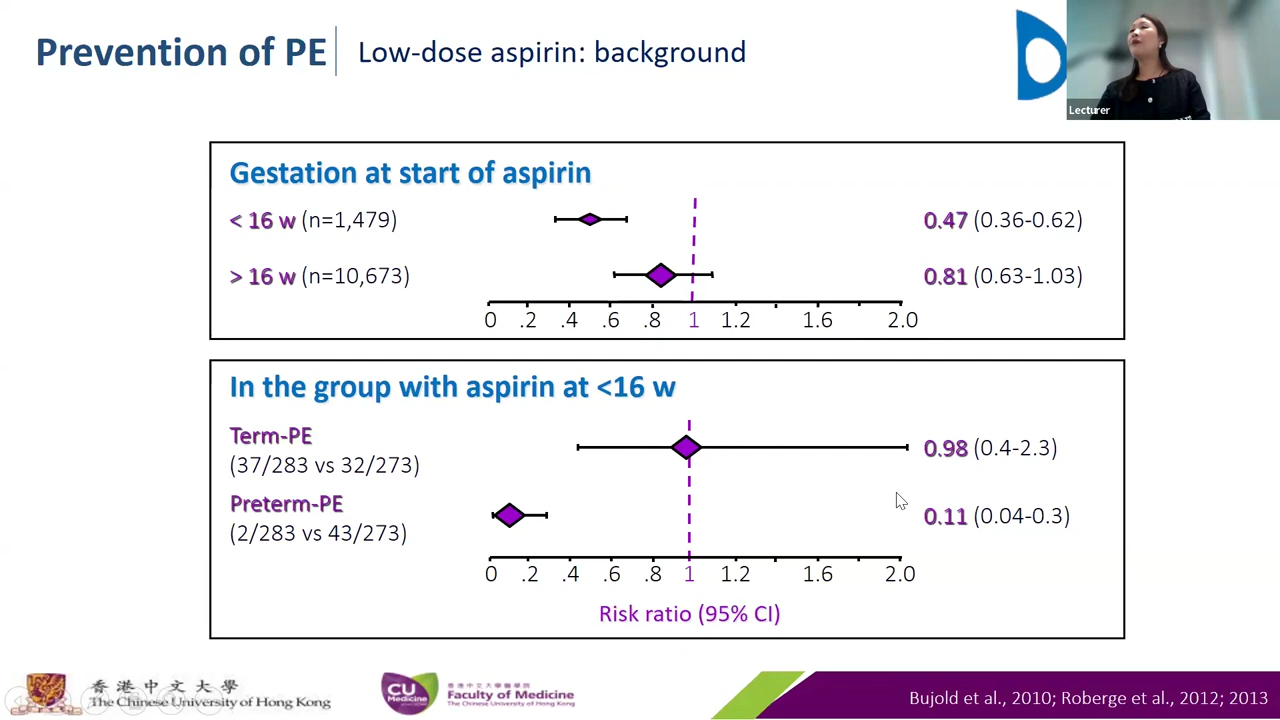 Prevention of PE
Low-dose aspirin: background
Lecturer
Gestation at start of aspirin
< 16 w (n=1,479)
0.47 (0.36-0.62)
> 16 w (n=10,673)
0.81 (0.63-1.03)
0 .2 .4 .6 .8 1 1.2 1.6 2.0
In the group with aspirin at <16 w
Term-PE
(37/283 vs 32/273)
0.98 (0.4-2.3)
Preterm-PE
(2/283 vs 43/273)
0.11 (0.04-0.3)
0 .2 .4 .6 .8 1 1.2 1.6 2.0
Risk ratio (95% CI)
香港中文大學
The Chinese University of Hong Kong
CU
Medicine
香港中文大學醫學院
Faculty of Medicine
The Chinese University of Hong Kong
Bujold et al., 2010; Roberge et al., 2012; 2013